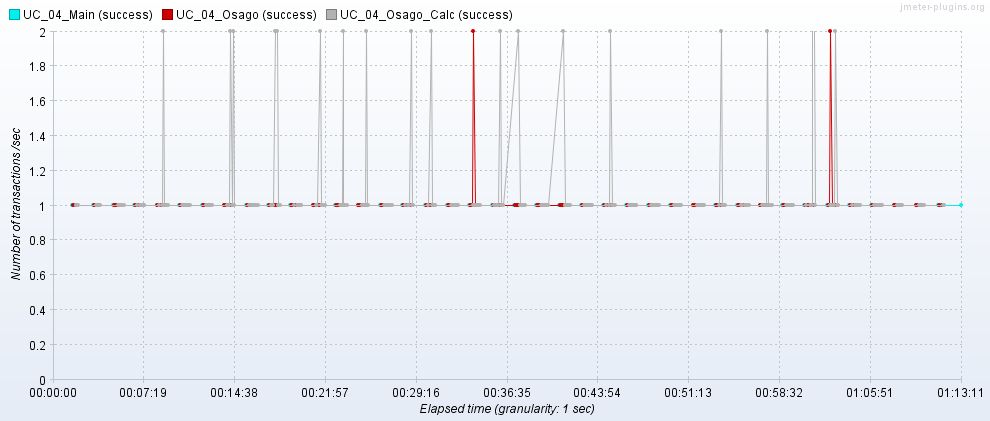 UC_04_Main (success) UC_04_Osago (success) UC_04_Osago_Calc (success)
jmeter-plugins.org
2
1.8
1.6
1.4
1.2
1
0.8
0.6
0.4
0.2
0
Number of transactions /sec
00:00:00 00:07:19 00:14:38 00:21:57 00:29:16 00:36:35 00:43:54 00:51:13 00:58:32 01:05:51 01:13:11
Elapsed time (granularity: 1 sec)